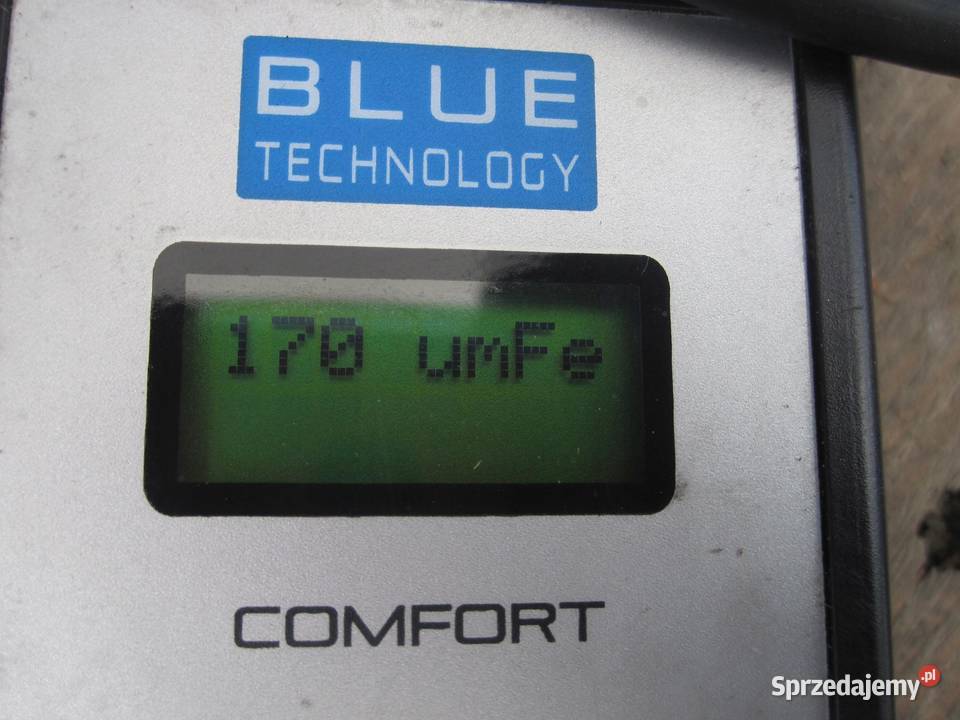 BLUE
TECHNOLOGY
170 umFe
COMFORT
Sprzedajemy.pl